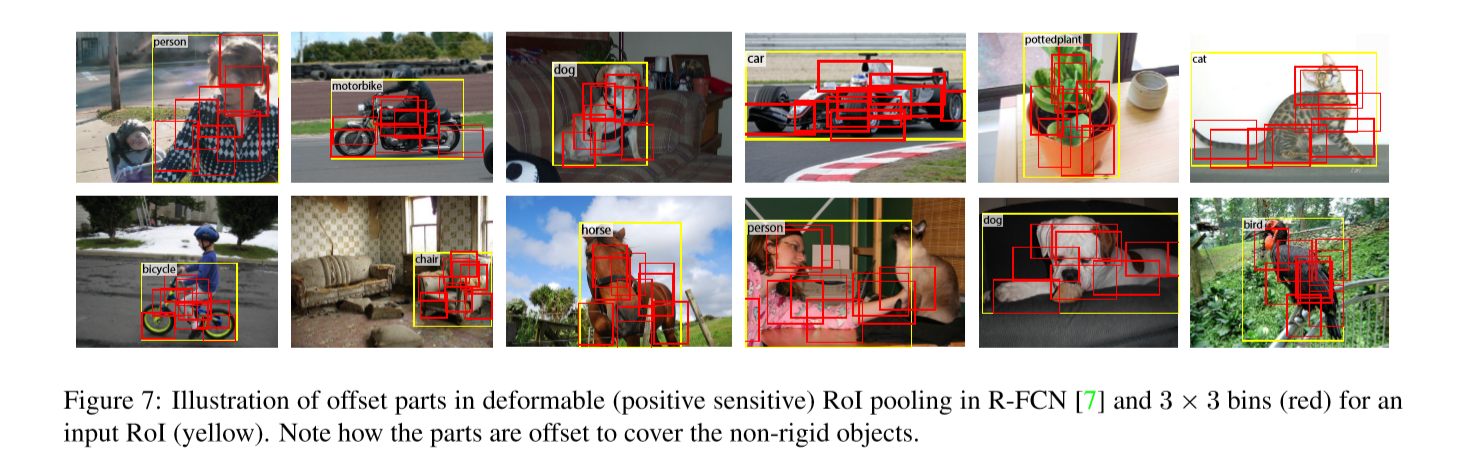 person
motorbike
dog
car
pottedplant
cat
bicycle
chair
horse
person
dog
bird
Figure 7: Illustration of offset parts in deformable (positive sensitive) RoI pooling in R-FCN [7] and 3 × 3 bins (red) for an
input RoI (yellow). Note how the parts are offset to cover the non-rigid objects.